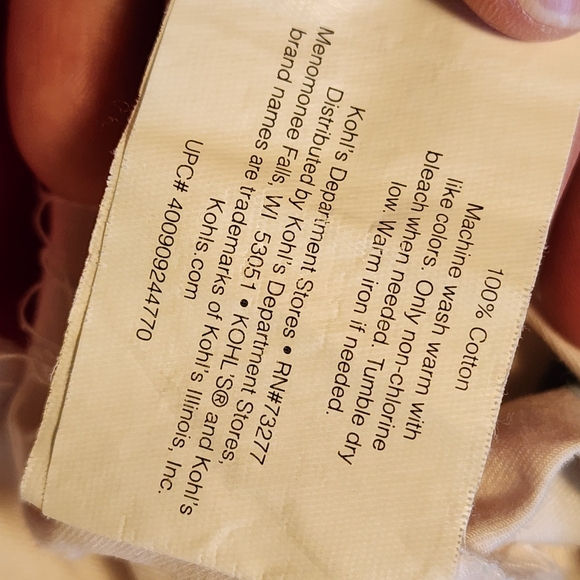 100% Cotton
Machine wash warm with
like colors. Only non-chlorine
bleach when needed. Tumble dry
low. Warm iron if needed.
Kohl's Department Stores • RN#73277
Distributed by Kohl's Department Stores,
Menomonee Falls, WI 53051 • KOHL'S® and Kohl's
brand names are trademarks of Kohl's Illinois, Inc.
Kohls.com
UPC# 400909244770